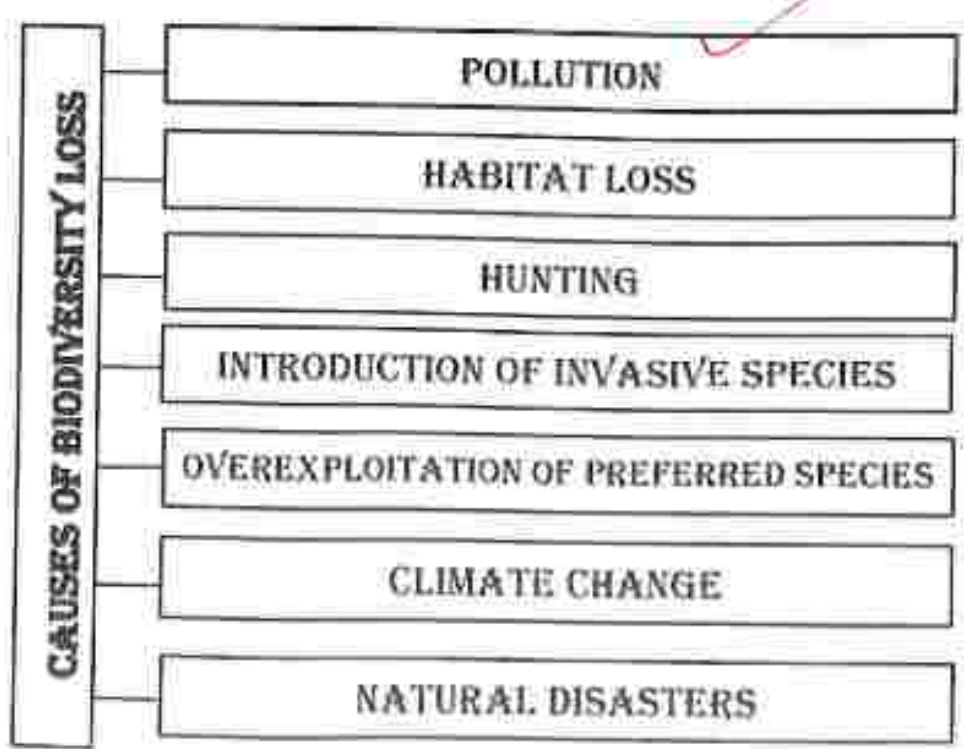 CAUSES OF BIODIVERSITY LOSS
POLLUTION
HABITAT LOSS
HUNTING
INTRODUCTION OF INVASIVE SPECIES
OVEREXPLOITATION OF PREFERRED SPECIES
CLIMATE CHANGE
NATURAL DISASTERS